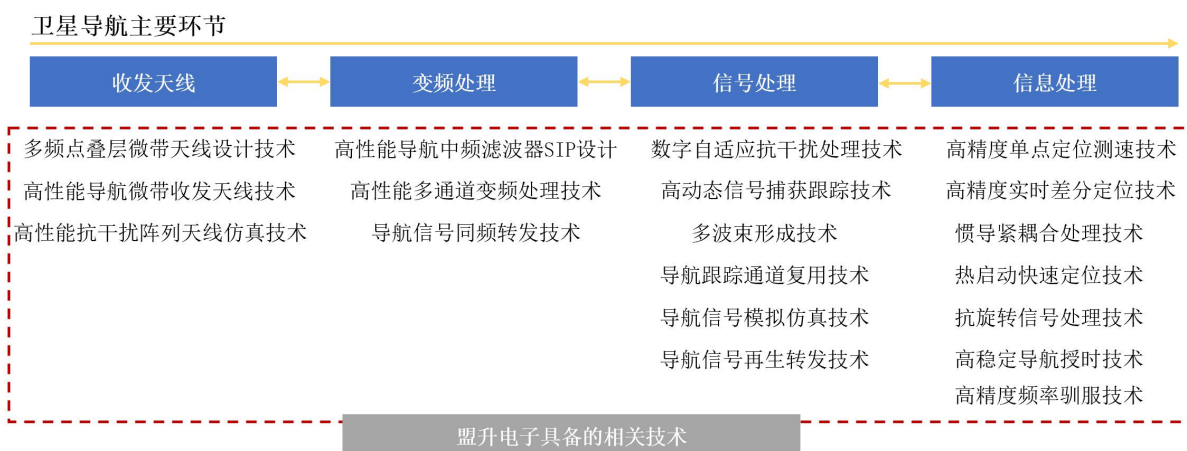 卫星导航主要环节
收发天线
变频处理
信号处理
信息处理
多频点叠层微带天线设计技术
高性能导航微带收发天线技术
高性能抗干扰阵列天线仿真技术
高性能导航中频滤波器SIP设计
高性能多通道变频处理技术
导航信号同频转发技术
数字自适应抗干扰处理技术
高动态信号捕获跟踪技术
多波束形成技术
导航跟踪通道复用技术
导航信号模拟仿真技术
导航信号再生转发技术
高精度单点定位测速技术
高精度实时差分定位技术
惯导紧耦合处理技术
热启动快速定位技术
抗旋转信号处理技术
高稳定导航授时技术
高精度频率驯服技术
盟升电子具备的相关技术